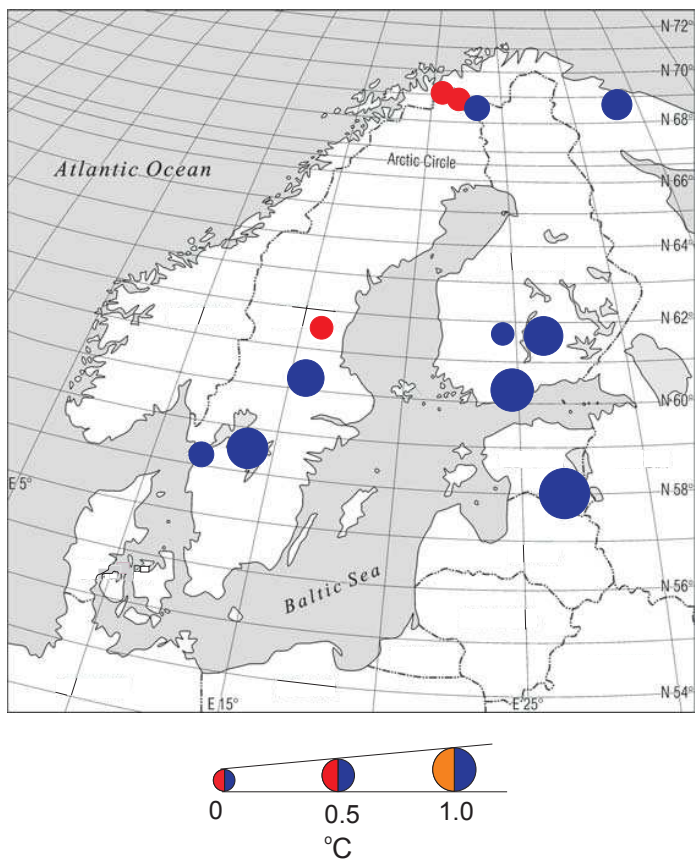 N 72°
N 70°
N 68°
Arctic Circle
Atlantic Ocean
N 66°
N 64°
N 62°
N 60°
E 5°
N 58°
Baltic Sea
N 56°
N 54°
E 15°
E 25°
0
0.5
1.0
°C